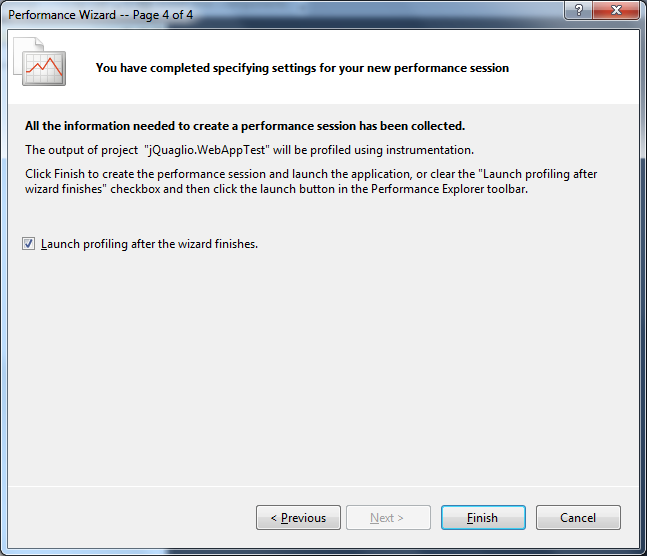 Performance Wizard -- Page 4 of 4
?
You have completed specifying settings for your new performance session
All the information needed to create a performance session has been collected.
The output of project  "jQuaglio.WebAppTest" will be profiled using instrumentation.
Click Finish to create the performance session and launch the application, or clear the "Launch profiling after
wizard finishes" checkbox and then click the launch button in the Performance Explorer toolbar.
Launch profiling after the wizard finishes.
< Previous
Next >
Finish
Cancel